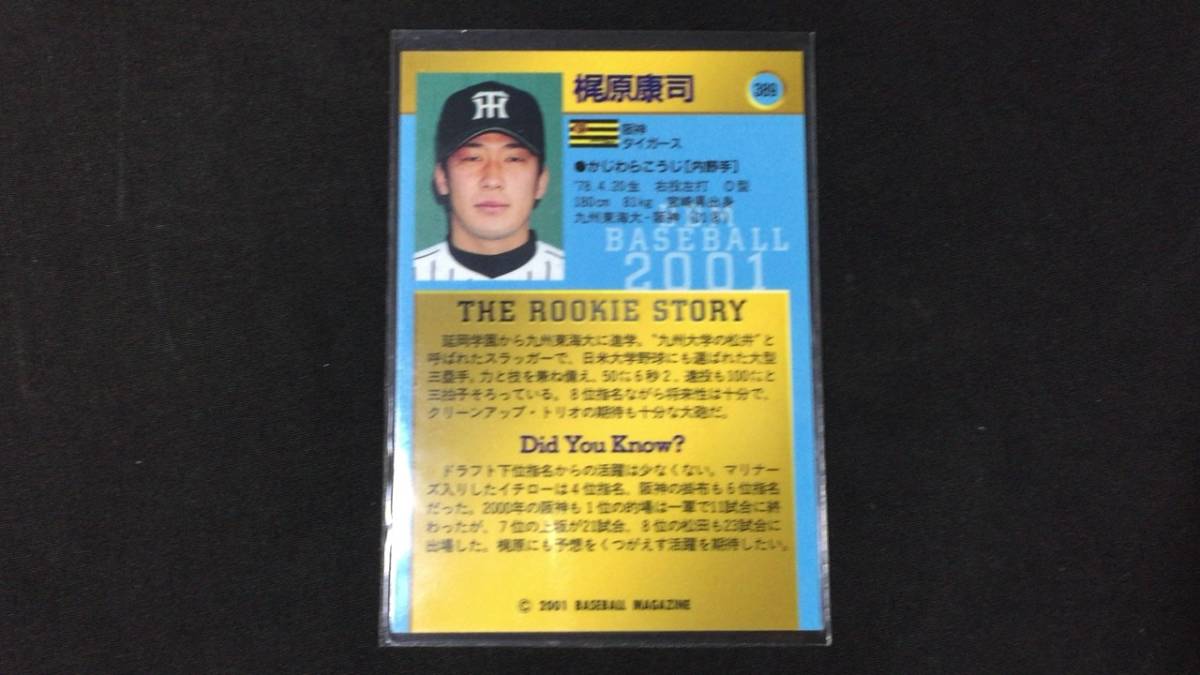 梶原康司
389
阪神
タイガース
●かじわらこうじ［内野手］
'78.4.20生 右投左打 O型
180cm 81kg 宮崎県出身
九州東海大-阪神
BASEBALL
2001
THE ROOKIE STORY
延岡学園から九州東海大に進学。"九州大学の松井"と
呼ばれたスラッガーで、日米大学野球にも選ばれた大型
三塁手。力と技を兼ね備え、50㍍6秒2、遠投も100㍍と
三拍子そろっている。8位指名ながら将来性は十分で、
クリーンアップ・トリオの期待も十分な大砲だ。
Did You Know?
ドラフト下位指名からの活躍は少なくない。マリナー
ズ入りしたイチローは4位指名、阪神の掛布も6位指名
だった。2000年の阪神も1位の的場は一軍で11試合に終
わったが、7位の上坂が21試合、8位の松田も23試合に
出場した。梶原にも予想をくつがえす活躍を期待したい。
© 2001 BASEBALL MAGAZINE